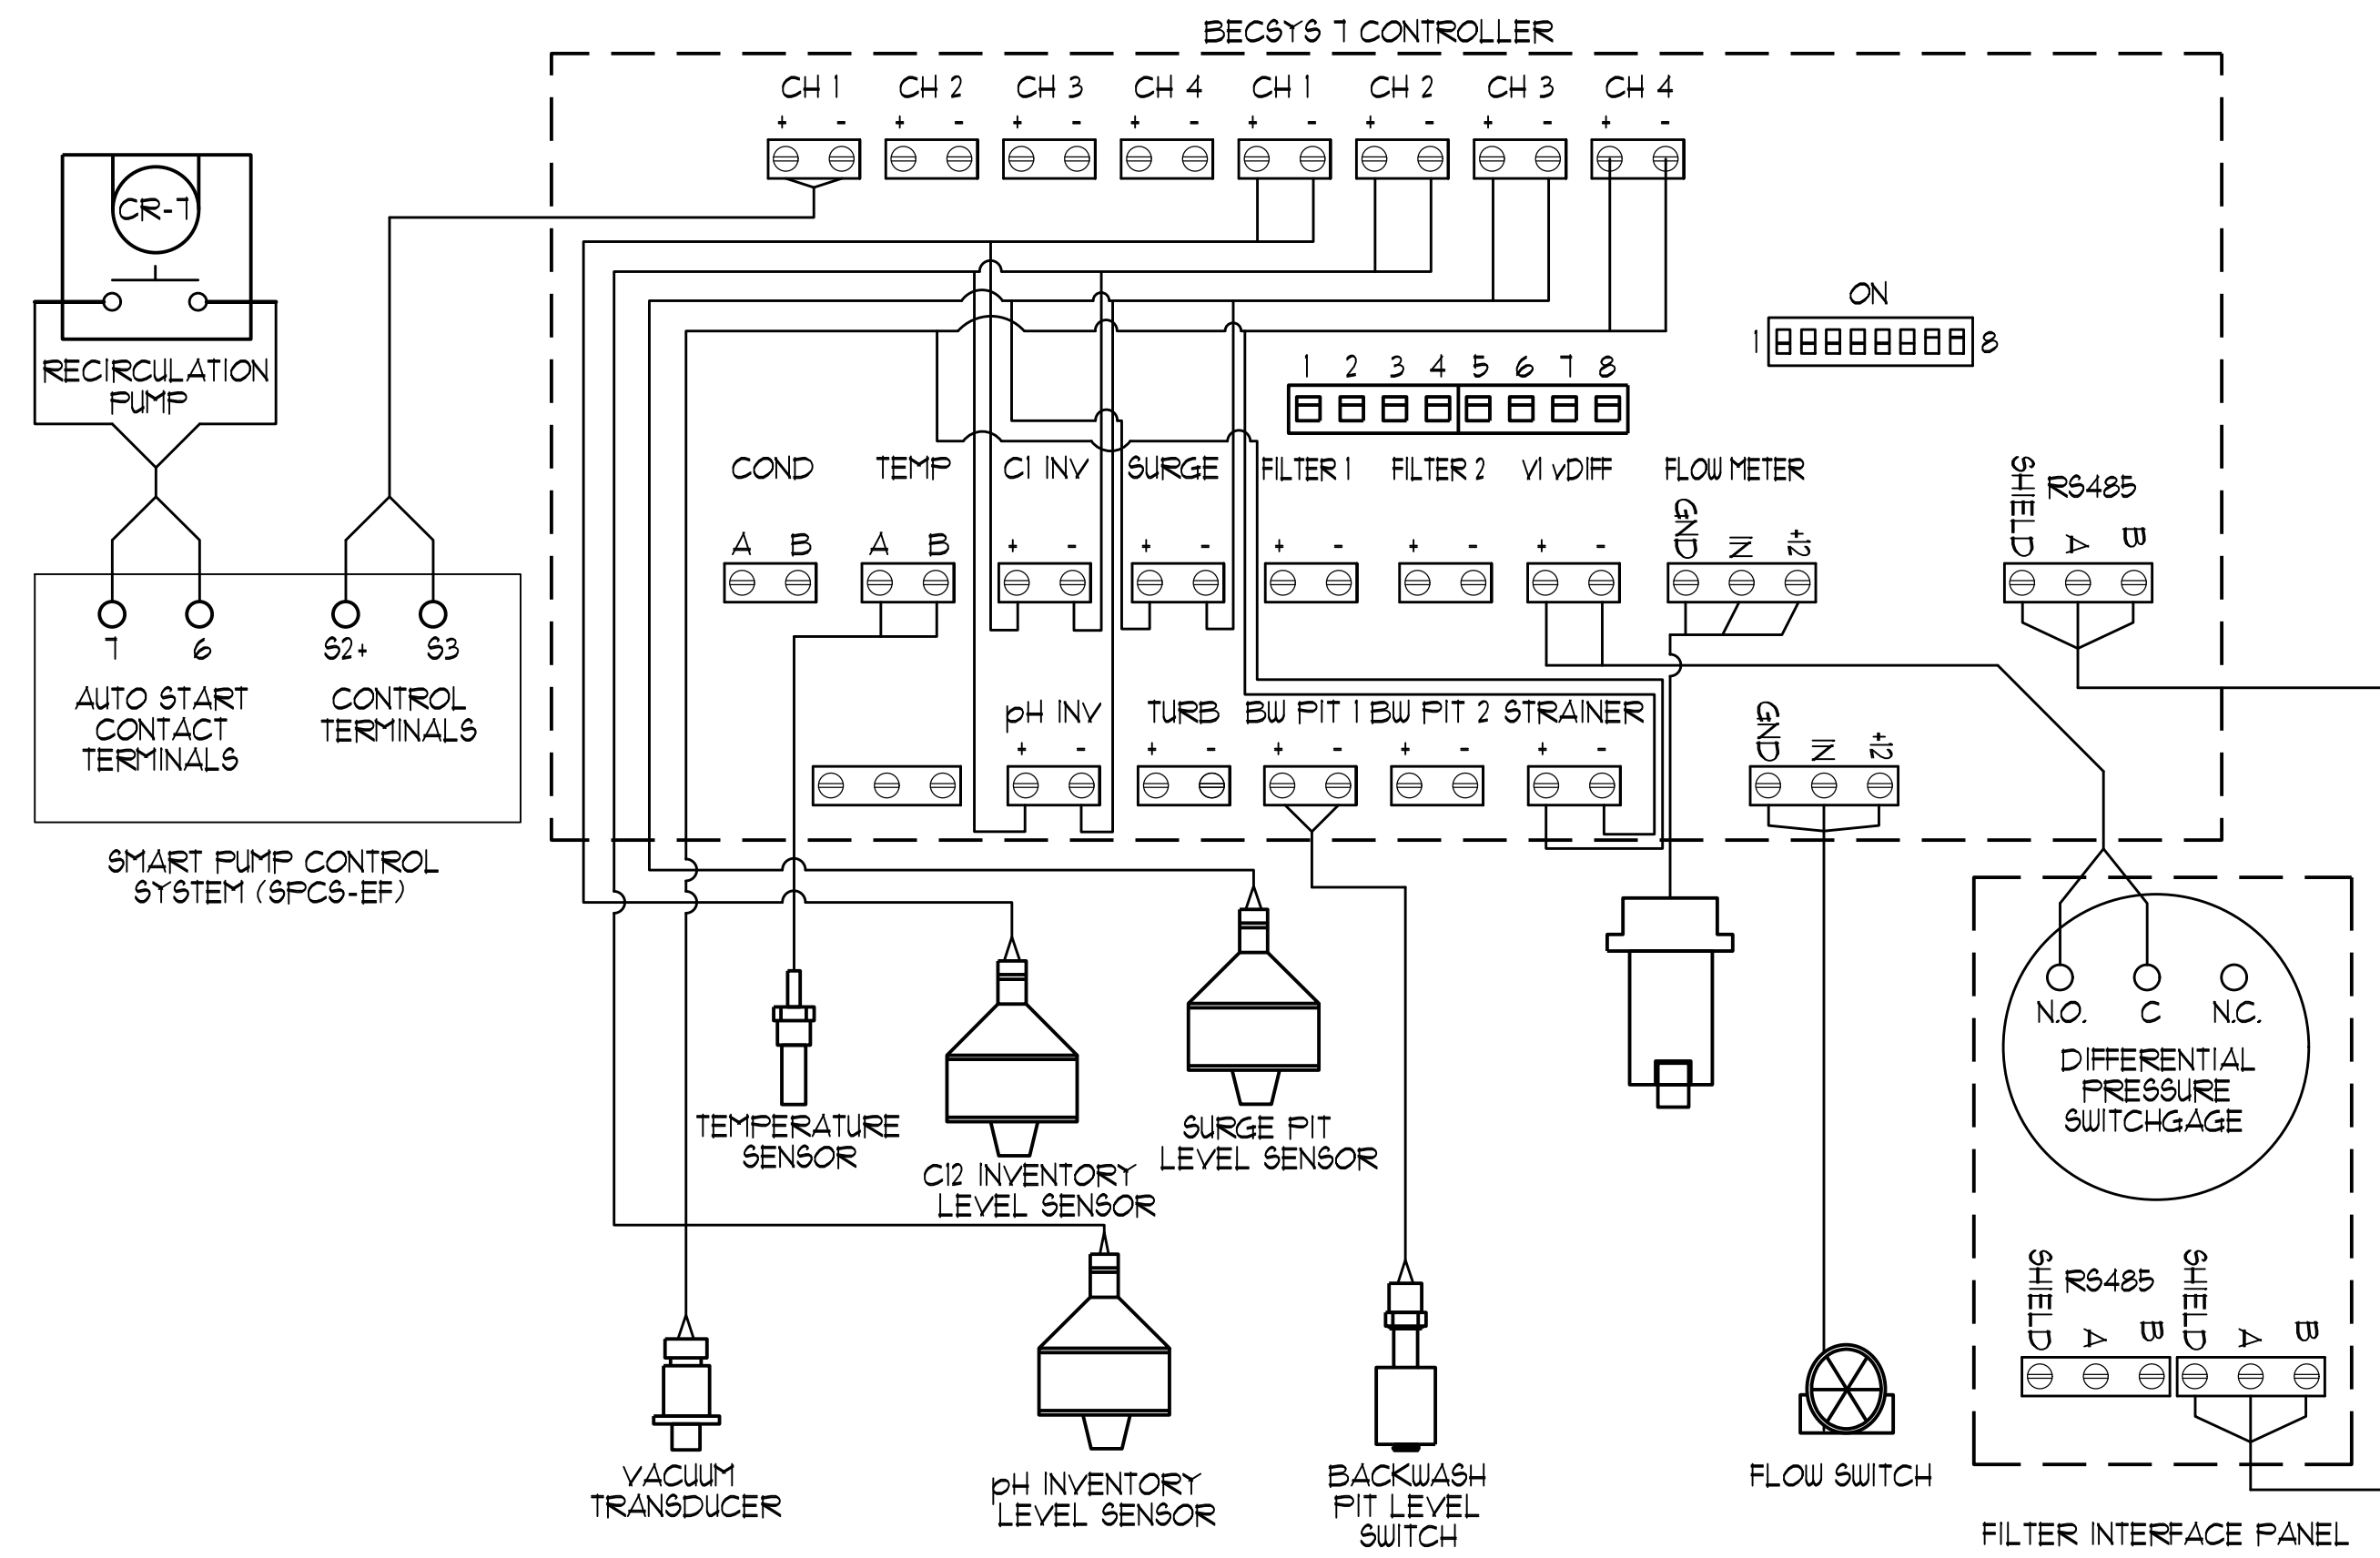 BECSYS 7 CONTROLLER
CH 1 CH 2 CH 3 CH 4 CH 1 CH 2 CH 3 CH 4
+ - + - + - + - + - + - + - + -
CR-7
RECIRCULATION
PUMP
ON
1 8
1 2 3 4 5 6 7 8
COND TEMP C1 INV SURGE FILTER 1 FILTER 2 V1 vDIFF FLOW METER
A B A B + - + - + - + - + - GND IN +12
SHIELD RS485 A B
7 6 S2+ S3
AUTO START
CONTACT
TERMINALS
CONTROL
TERMINALS
SMART PUMP CONTROL
SYSTEM (SPCS-EF)
pH INV TURB BW PIT 1 BW PIT 2 STRAINER
+ - + - + - + - + - GND IN +12
TEMPERATURE
SENSOR
C12 INVENTORY
LEVEL SENSOR
SURGE PIT
LEVEL SENSOR
N.O. C N.C.
DIFFERENTIAL
PRESSURE
SWITCHGAGE
SHIELD RS485 A B SHIELD A B
VACUUM
TRANSDUCER
pH INVENTORY
LEVEL SENSOR
BACKWASH
PIT LEVEL
SWITCH
FLOW SWITCH
FILTER INTERFACE PANEL